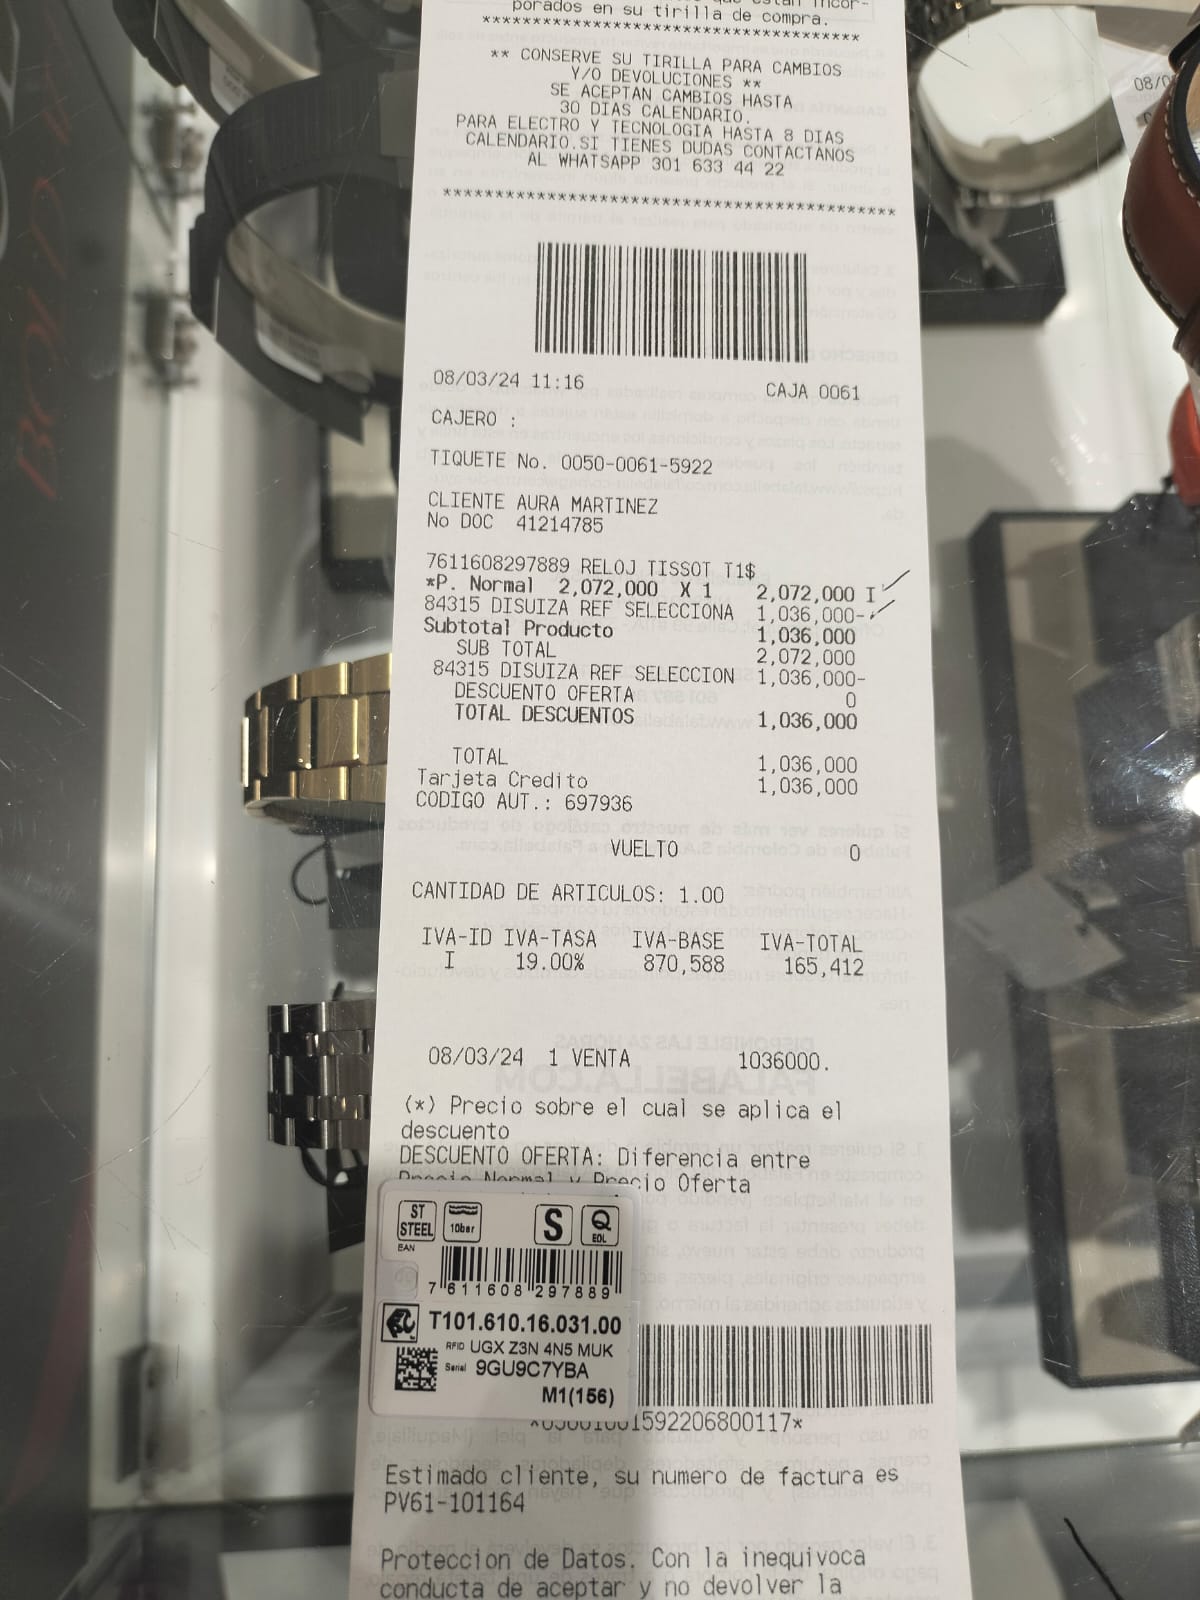 porados en su tirilla de compra.
****************************************
** CONSERVE SU TIRILLA PARA CAMBIOS
Y/O DEVOLUCIONES **
SE ACEPTAN CAMBIOS HASTA
30 DIAS CALENDARIO.
PARA ELECTRO Y TECNOLOGIA HASTA 8 DIAS
CALENDARIO.SI TIENES DUDAS CONTACTANOS
AL WHATSAPP 301 633 44 22
****************************************
08/03/24 11:16 CAJA 0061
CAJERO :
TIQUETE No. 0050-0061-5922
CLIENTE AURA MARTINEZ
No DOC 41214785
7611608297889 RELOJ TISSOT T1$
*P. Normal 2,072,000 X 1 2,072,000 I
84315 DISUIZA REF SELECCIONA 1,036,000-
Subtotal Producto 1,036,000
SUB TOTAL 2,072,000
84315 DISUIZA REF SELECCION 1,036,000-
DESCUENTO OFERTA 0
TOTAL DESCUENTOS 1,036,000
TOTAL 1,036,000
Tarjeta Credito 1,036,000
CODIGO AUT.: 697936
VUELTO 0
CANTIDAD DE ARTICULOS: 1.00
IVA-ID IVA-TASA IVA-BASE IVA-TOTAL
I 19.00% 870,588 165,412
08/03/24 1 VENTA 1036000.
(*) Precio sobre el cual se aplica el
descuento
DESCUENTO OFERTA: Diferencia entre
Precio Normal y Precio Oferta
ST STEEL 10bar S Q EOL
EAN
7 611608 297889
T101.610.16.031.00
RFID UGX Z3N 4N5 MUK
Serial 9GU9C7YBA
M1(156)
1592206800117*
Estimado cliente, su numero de factura es
PV61-101164
Proteccion de Datos. Con la inequivoca
conducta de aceptar y no devolver la